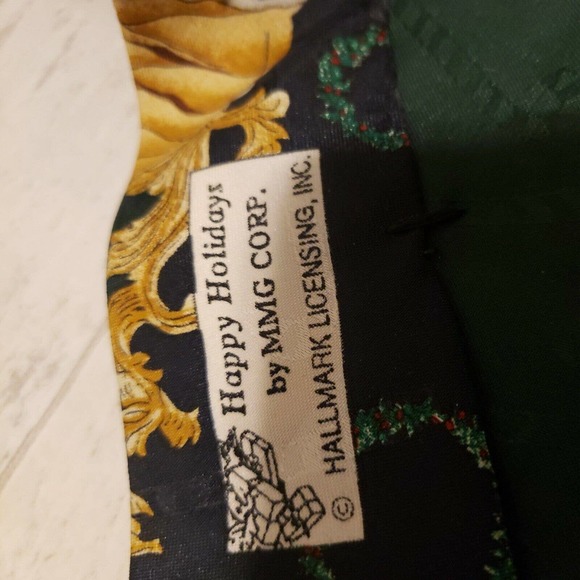 Happy Holidays
by MMG CORP.
© HALLMARK LICENSING, INC.